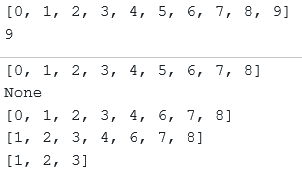 [0, 1, 2, 3, 4, 5, 6, 7, 8, 9]
9
[0, 1, 2, 3, 4, 5, 6, 7, 8]
None
[0, 1, 2, 3, 4, 6, 7, 8]
[1, 2, 3, 4, 6, 7, 8]
[1, 2, 3]